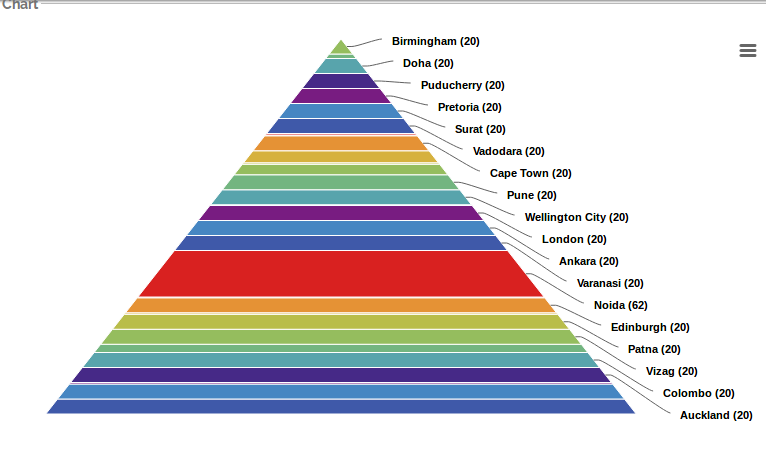 Chart
Birmingham (20)
Doha (20)
Puducherry (20)
Pretoria (20)
Surat (20)
Vadodara (20)
Cape Town (20)
Pune (20)
Wellington City (20)
London (20)
Ankara (20)
Varanasi (20)
Noida (62)
Edinburgh (20)
Patna (20)
Vizag (20)
Colombo (20)
Auckland (20)